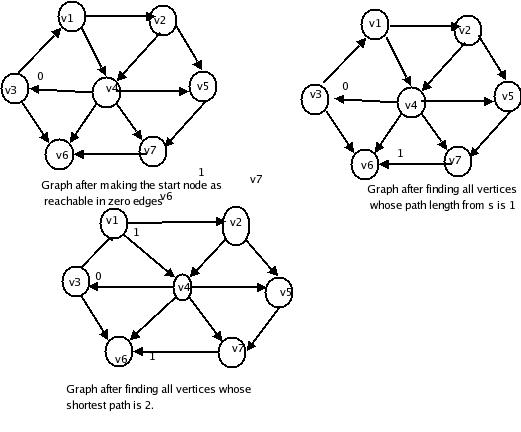 v1
v2
v3
0
v4
v5
v6
v7
1
v7
Graph after making the start node as
reachable in zero edges
v6
v1
v2
v3
0
v4
v5
v6
1
v7
Graph after finding all vertices
whose path length from s is 1
v1
1
v2
v3
0
v4
v5
v6
1
v7
Graph after finding all vertices whose
shortest path is 2.